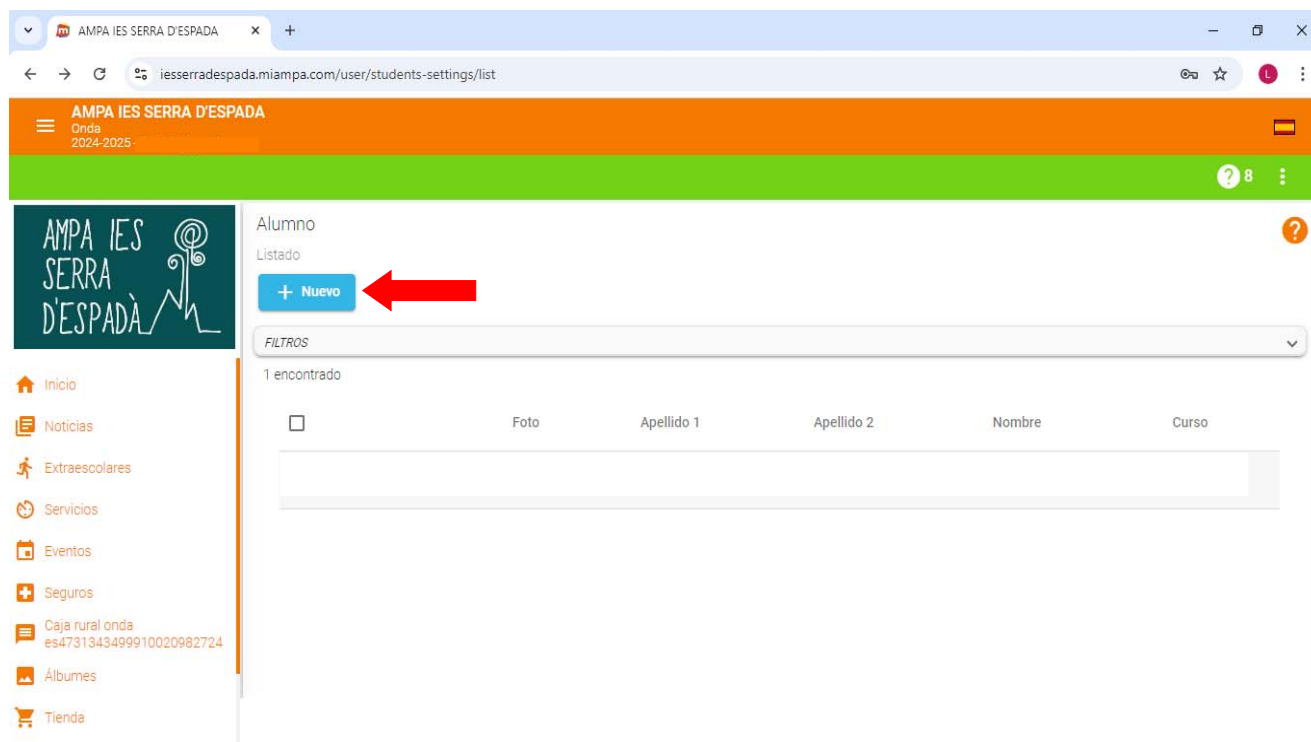 AMPA IES SERRA D'ESPADA
iesserradespada.miampa.com/user/students-settings/list
L
AMPA IES SERRA D'ESPADA
Onda
2024-2025-
? 8
AMPA IES
SERRA
D'ESPADÀ
Alumno
?
Listado
+ Nuevo
FILTROS
1 encontrado
Foto Apellido 1 Apellido 2 Nombre Curso
Inicio
Noticias
Extraescolares
Servicios
Eventos
Seguros
Caja rural onda
es4731343499910020982724
Álbumes
Tienda